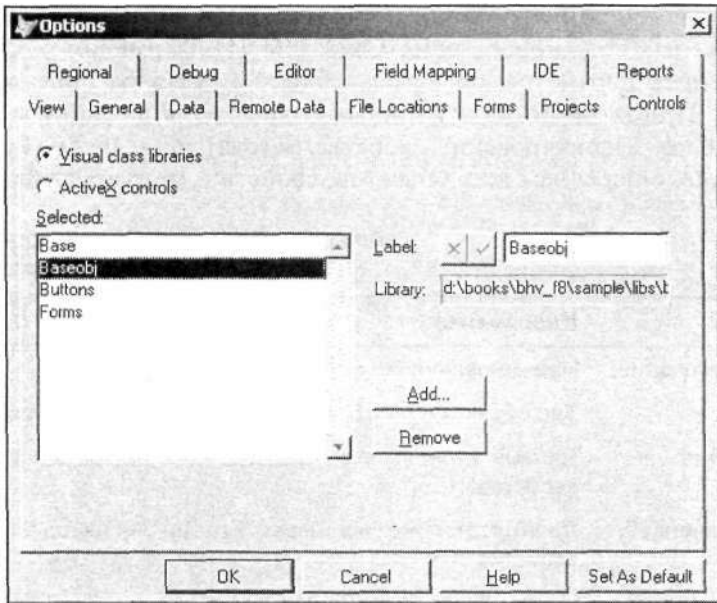 Options
Regional Debug Editor Field Mapping IDE Reports
View General Data Remote Data File Locations Forms Projects Controls
Visual class libraries
ActiveX controls
Selected:
Base
Label: Baseobj
Baseobj
Library: d:\books\bhv_f8\sample\libs\b
Buttons
Forms
Add...
Remove
OK Cancel Help Set As Default